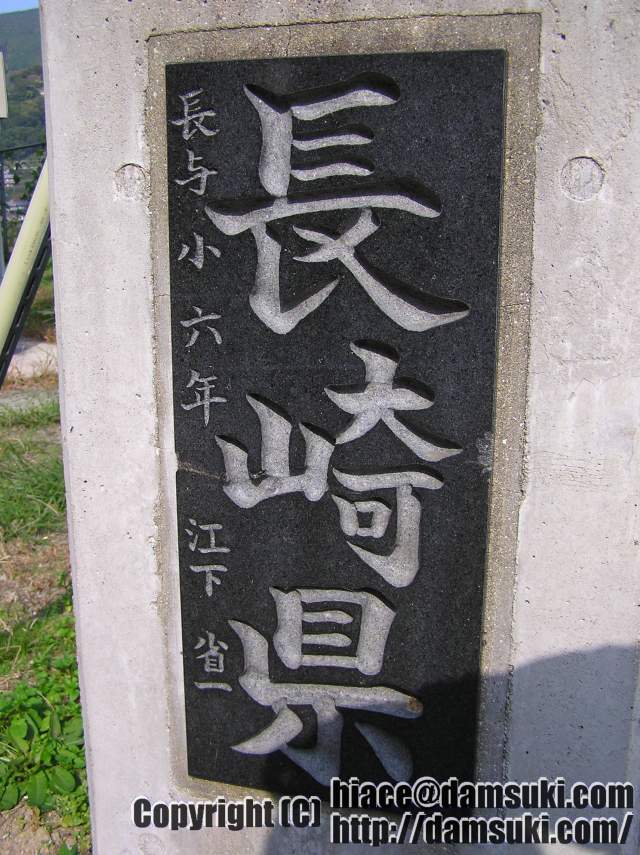 長崎県
長与小 六年 江下 省一
Copyright (C) hiace@damsuki.com
http://damsuki.com/